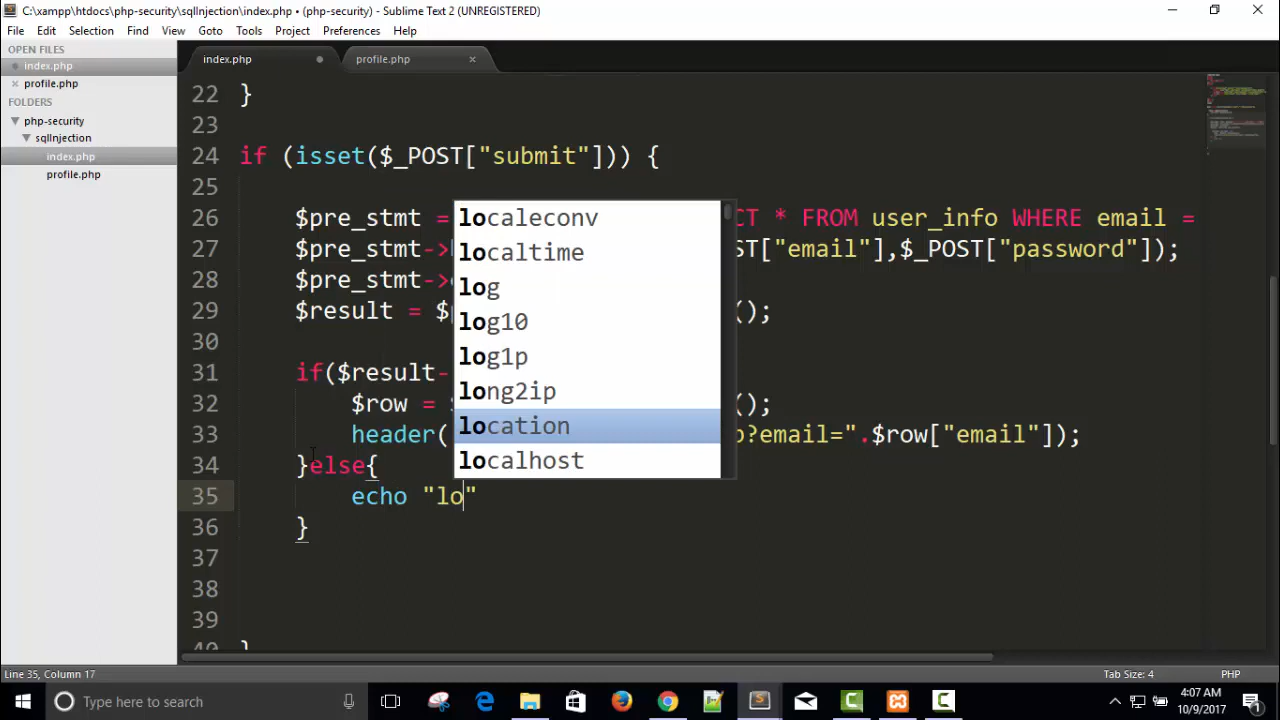 C:\xampp\htdocs\php-security\sqlInjection\index.php • (php-security) - Sublime Text 2 (UNREGISTERED)
File Edit Selection Find View Goto Tools Project Preferences Help
OPEN FILES
index.php
profile.php
FOLDERS
php-security
sqlInjection
index.php
profile.php
index.php profile.php
22 }
23
24 if (isset($_POST["submit"])) {
25
26 $pre_stmt = CT * FROM user_info WHERE email =
27 $pre_stmt-> ST["email"],$_POST["password"]);
28 $pre_stmt-> 
29 $result = $ ();
30
31 if($result-
32 $row = ();
33 header( p?email=".$row["email"]);
34 }else{
35 echo "lo"
36 }
37
38
39
40 }
localeconv
localtime
log
log10
log1p
long2ip
location
localhost
Line 35, Column 17 Tab Size: 4 PHP
Type here to search
4:07 AM
10/9/2017
1